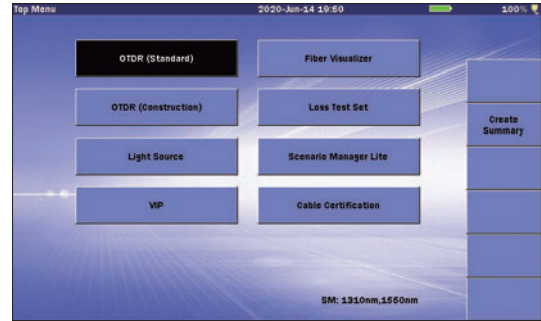 Top Menu 2020-Jun-14 19:50 100%
OTDR (Standard) Fiber Visualizer
OTDR (Construction) Loss Test Set
Create
Summary
Light Source Scenario Manager Lite
VIP Cable Certification
SM: 1310nm,1550nm